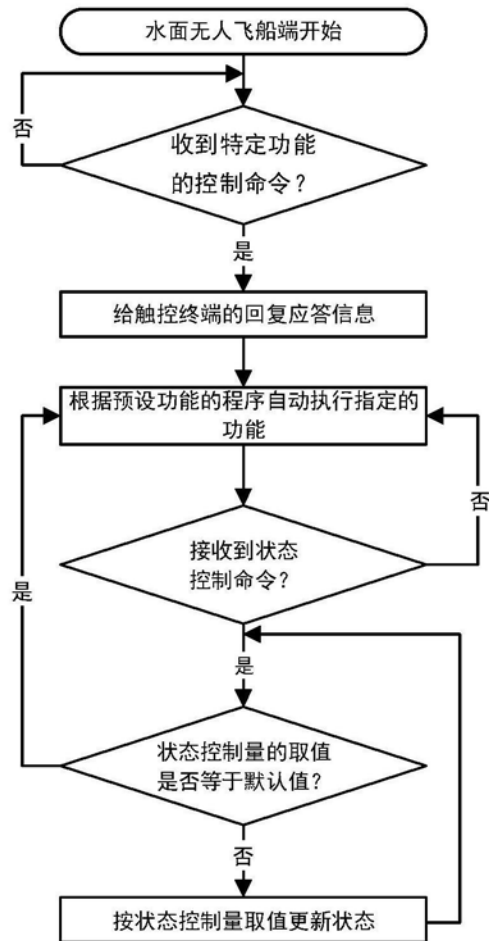 水面无人飞船端开始
否
收到特定功能
的控制命令？
是
给触控终端的回复应答信息
根据预设功能的程序自动执行指定的
功能
否
接收到状态
控制命令？
是
是
状态控制量的取值
是否等于默认值？
否
按状态控制量取值更新状态